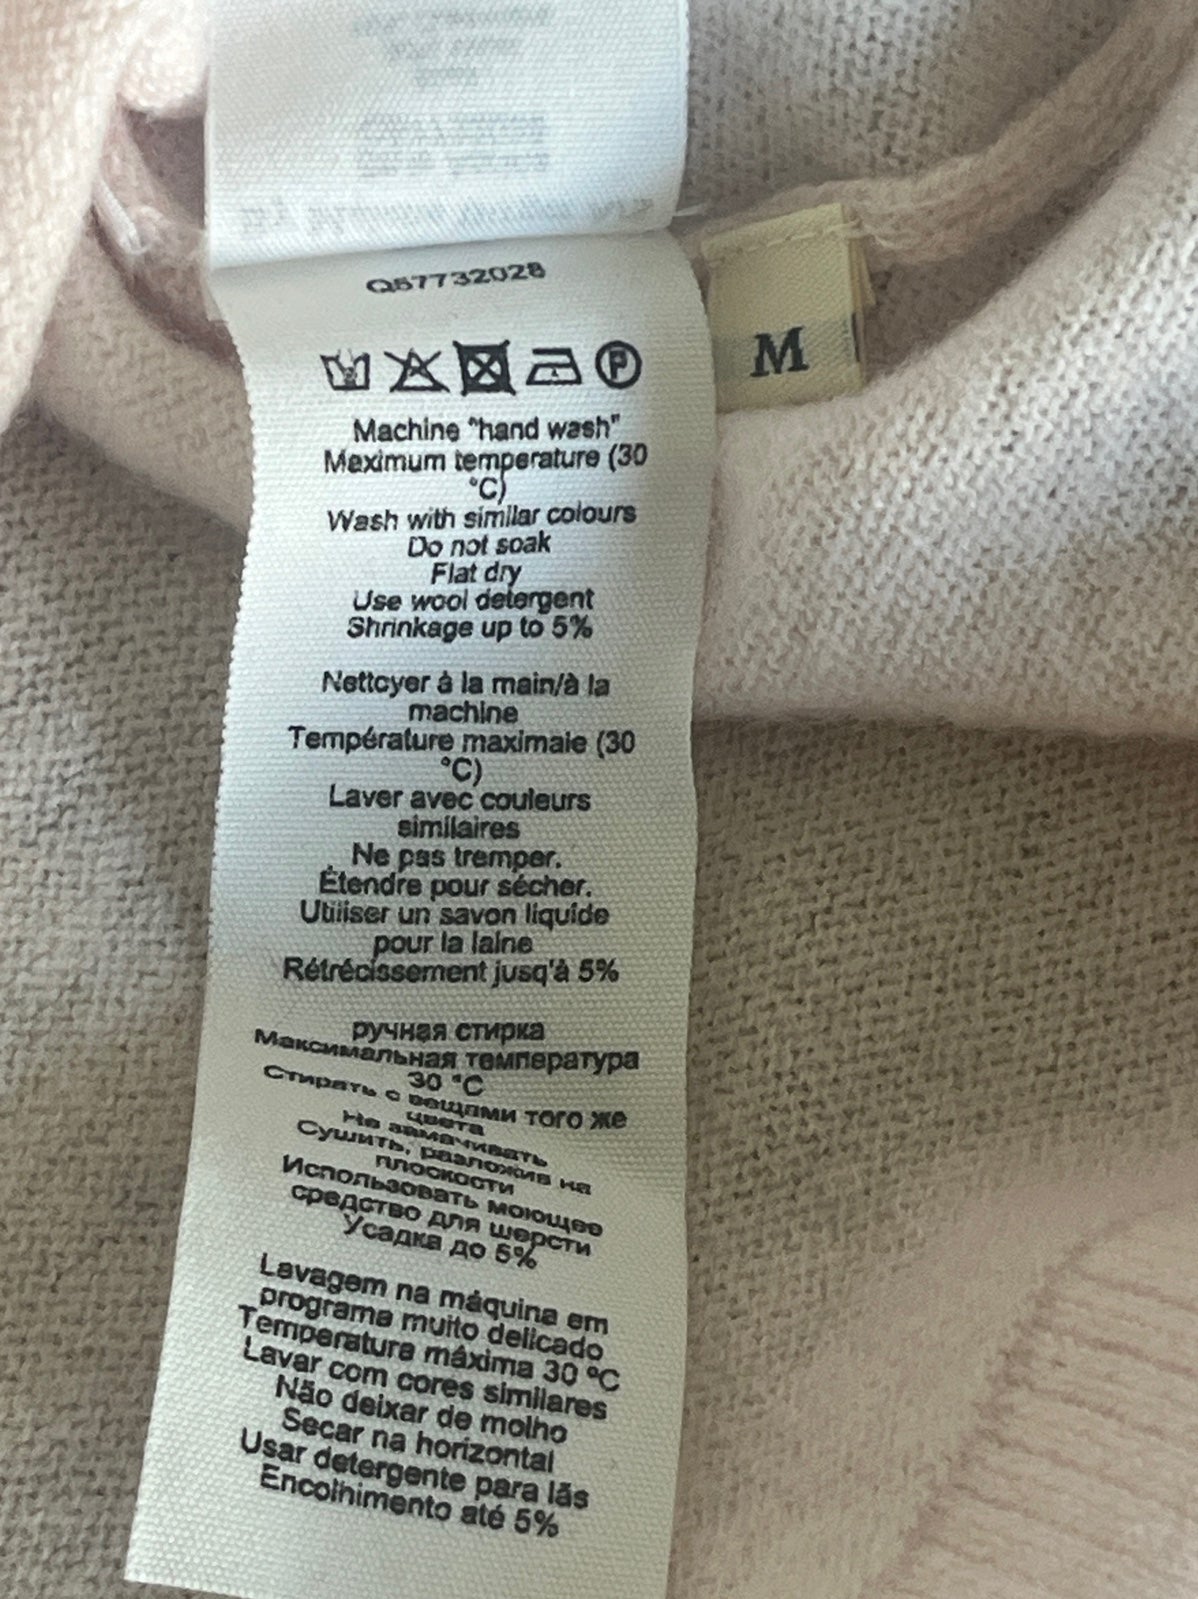 Q57732028
M
P
Machine "hand wash"
Maximum temperature (30
°C)
Wash with similar colours
Do not soak
Flat dry
Use wool detergent
Shrinkage up to 5%
Nettoyer à la main/à la
machine
Température maximale (30
°C)
Laver avec couleurs
similaires
Ne pas tremper.
Étendre pour sécher.
Utiliser un savon liquide
pour la laine
Rétrécissement jusq'à 5%
ручная стирка
Максимальная температура
30 °C
Стирать с вещами того же
цвета
Не замачивать
Сушить, разложив на
плоскости
Использовать моющее
средство для шерсти
Усадка до 5%
Lavagem na máquina em
programa muito delicado
Temperatura máxima 30 ºC
Lavar com cores similares
Não deixar de molho
Secar na horizontal
Usar detergente para lãs
Encolhimento até 5%